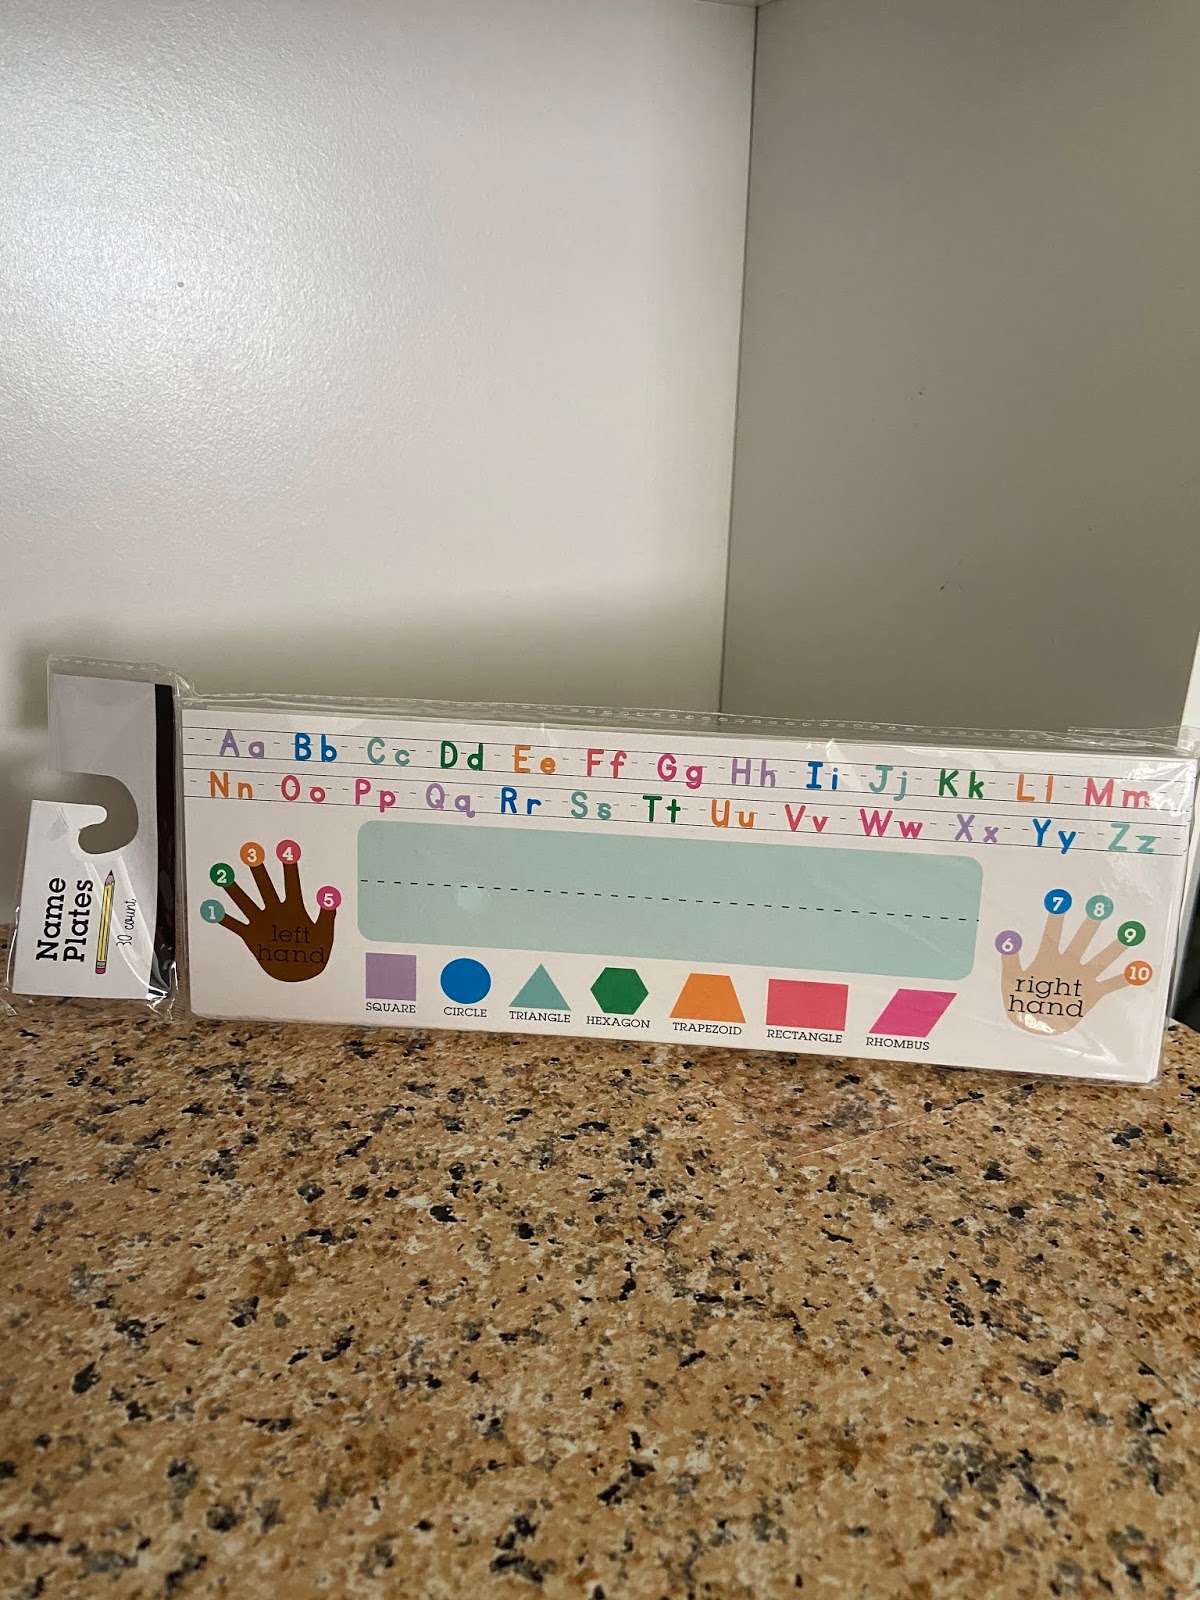 Name
Plates
30 count
Aa Bb Cc Dd Ee Ff Gg Hh Ii Jj Kk Ll Mm
Nn Oo Pp Qq Rr Ss Tt Uu Vv Ww Xx Yy Zz
1 2 3 4 5
left
hand
6 7 8 9 10
right
hand
SQUARE CIRCLE TRIANGLE HEXAGON TRAPEZOID RECTANGLE RHOMBUS